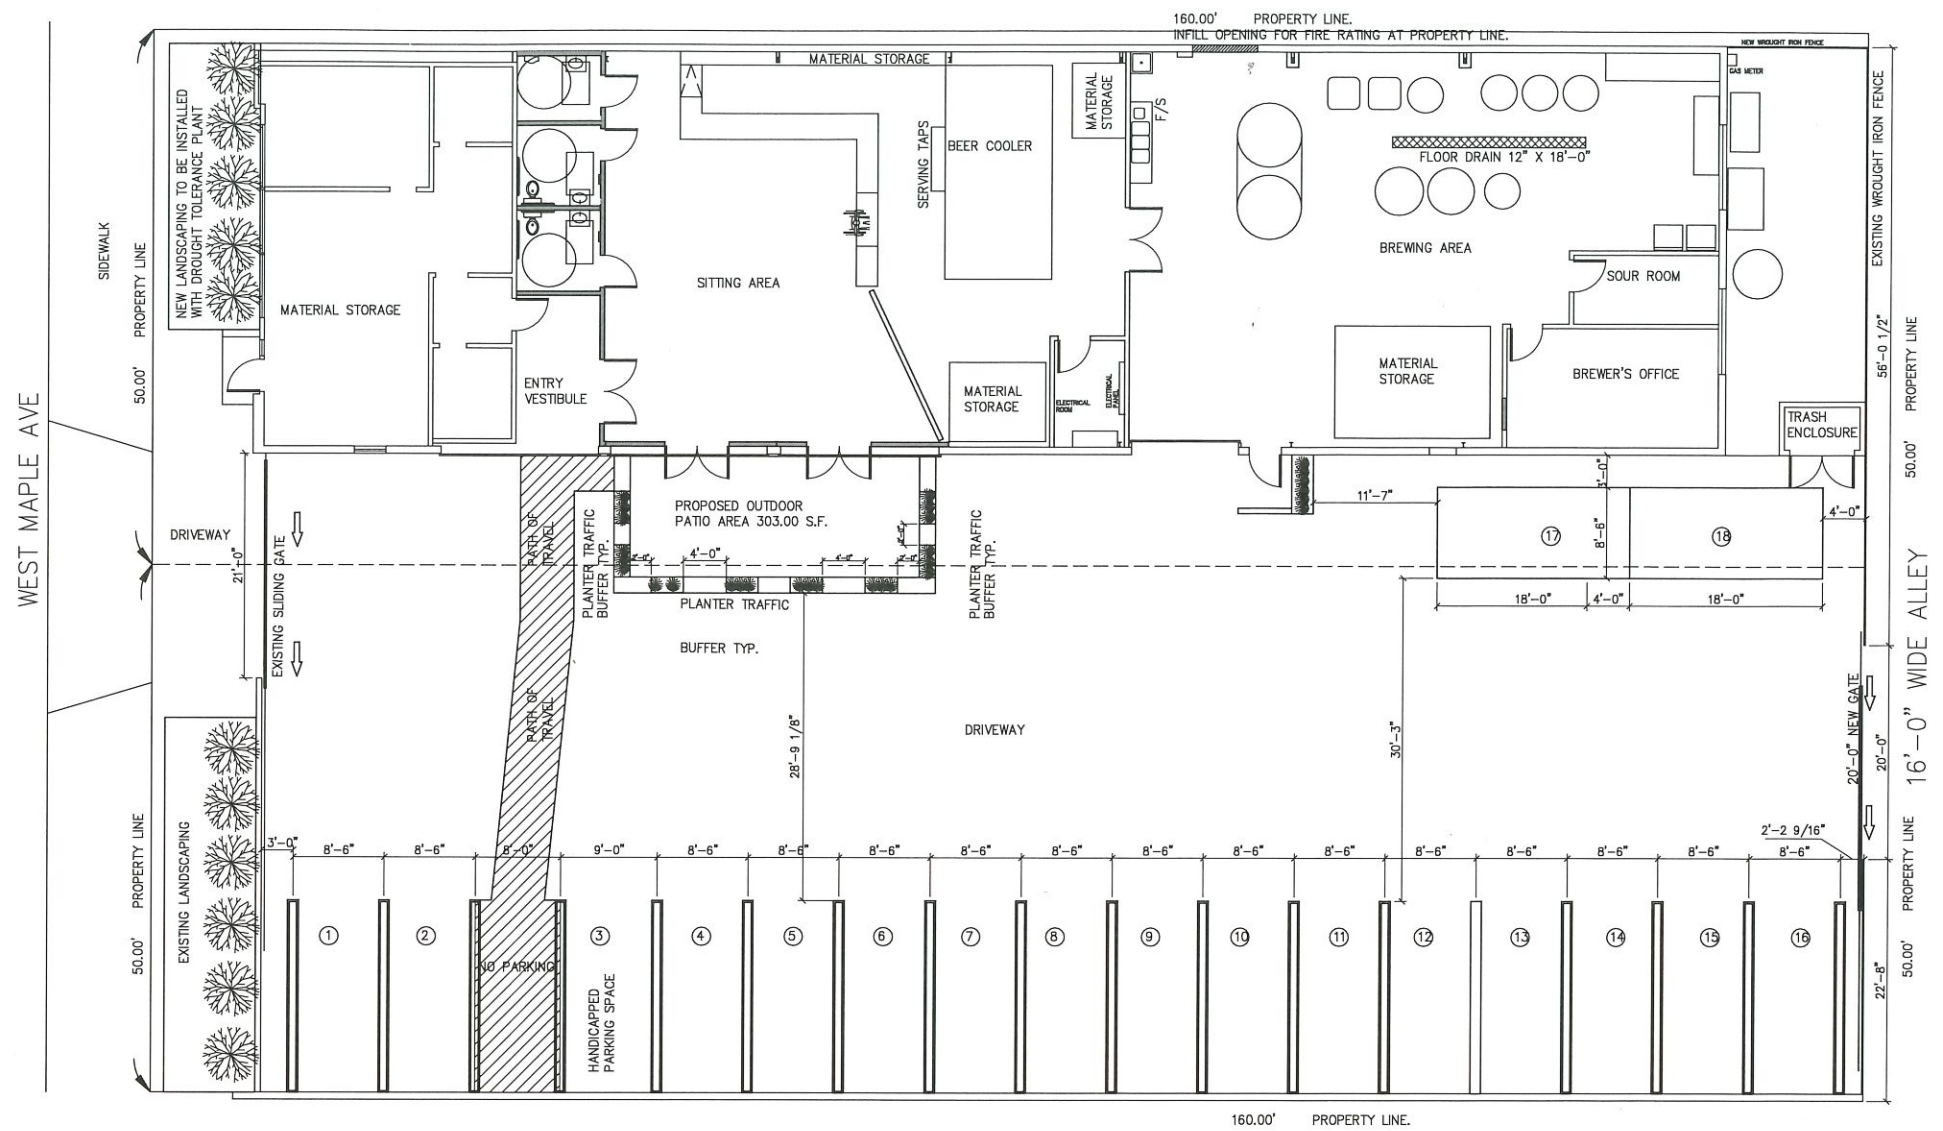 160.00' PROPERTY LINE.
INFILL OPENING FOR FIRE RATING AT PROPERTY LINE.
NEW WROUGHT IRON FENCE
GAS METER
WEST MAPLE AVE
SIDEWALK
50.00' PROPERTY LINE
NEW LANDSCAPING TO BE INSTALLED
WITH DROUGHT TOLERANCE PLANT
MATERIAL STORAGE
ENTRY
VESTIBULE
SITTING AREA
MATERIAL STORAGE
SERVING TAPS
BEER COOLER
MATERIAL
STORAGE
MATERIAL
STORAGE
ELECTRICAL
ROOM
ELECTRICAL
PANEL
F/S
FLOOR DRAIN 12" X 18'-0"
BREWING AREA
SOUR ROOM
MATERIAL
STORAGE
BREWER'S OFFICE
TRASH
ENCLOSURE
EXISTING WROUGHT IRON FENCE
56'-0 1/2"
50.00' PROPERTY LINE
16'-0" WIDE ALLEY
DRIVEWAY
21'-0"
EXISTING SLIDING GATE
PATH OF
TRAVEL
PLANTER TRAFFIC
BUFFER TYP.
PROPOSED OUTDOOR
PATIO AREA 303.00 S.F.
4'-0"
4'-0"
PLANTER TRAFFIC
BUFFER TYP.
PLANTER TRAFFIC
BUFFER TYP.
11'-7"
3'-0"
8'-6"
17
18
4'-0"
18'-0"
4'-0"
18'-0"
PATH OF
TRAVEL
28'-9 1/8"
DRIVEWAY
30'-3"
20'-0" NEW GATE
20'-0"
2'-2 9/16"
50.00' PROPERTY LINE
EXISTING LANDSCAPING
3'-0"
8'-6"
8'-6"
8'-0"
9'-0"
8'-6"
8'-6"
8'-6"
8'-6"
8'-6"
8'-6"
8'-6"
8'-6"
8'-6"
8'-6"
8'-6"
8'-6"
8'-6"
1
2
NO PARKING
3
HANDICAPPED
PARKING SPACE
4
5
6
7
8
9
10
11
12
13
14
15
16
22'-8"
50.00' PROPERTY LINE
160.00' PROPERTY LINE.